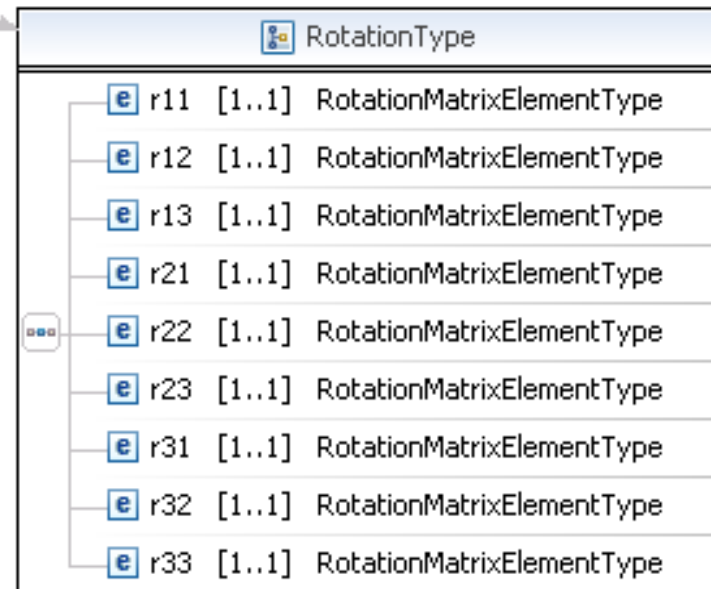 RotationType
e r11 [1..1] RotationMatrixElementType
e r12 [1..1] RotationMatrixElementType
e r13 [1..1] RotationMatrixElementType
e r21 [1..1] RotationMatrixElementType
e r22 [1..1] RotationMatrixElementType
e r23 [1..1] RotationMatrixElementType
e r31 [1..1] RotationMatrixElementType
e r32 [1..1] RotationMatrixElementType
e r33 [1..1] RotationMatrixElementType